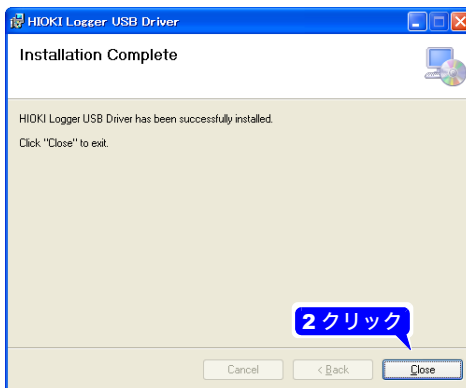 HIOKI Logger USB Driver
Installation Complete
HIOKI Logger USB Driver has been successfully installed.
Click "Close" to exit.
2 クリック
Cancel
< Back
Close